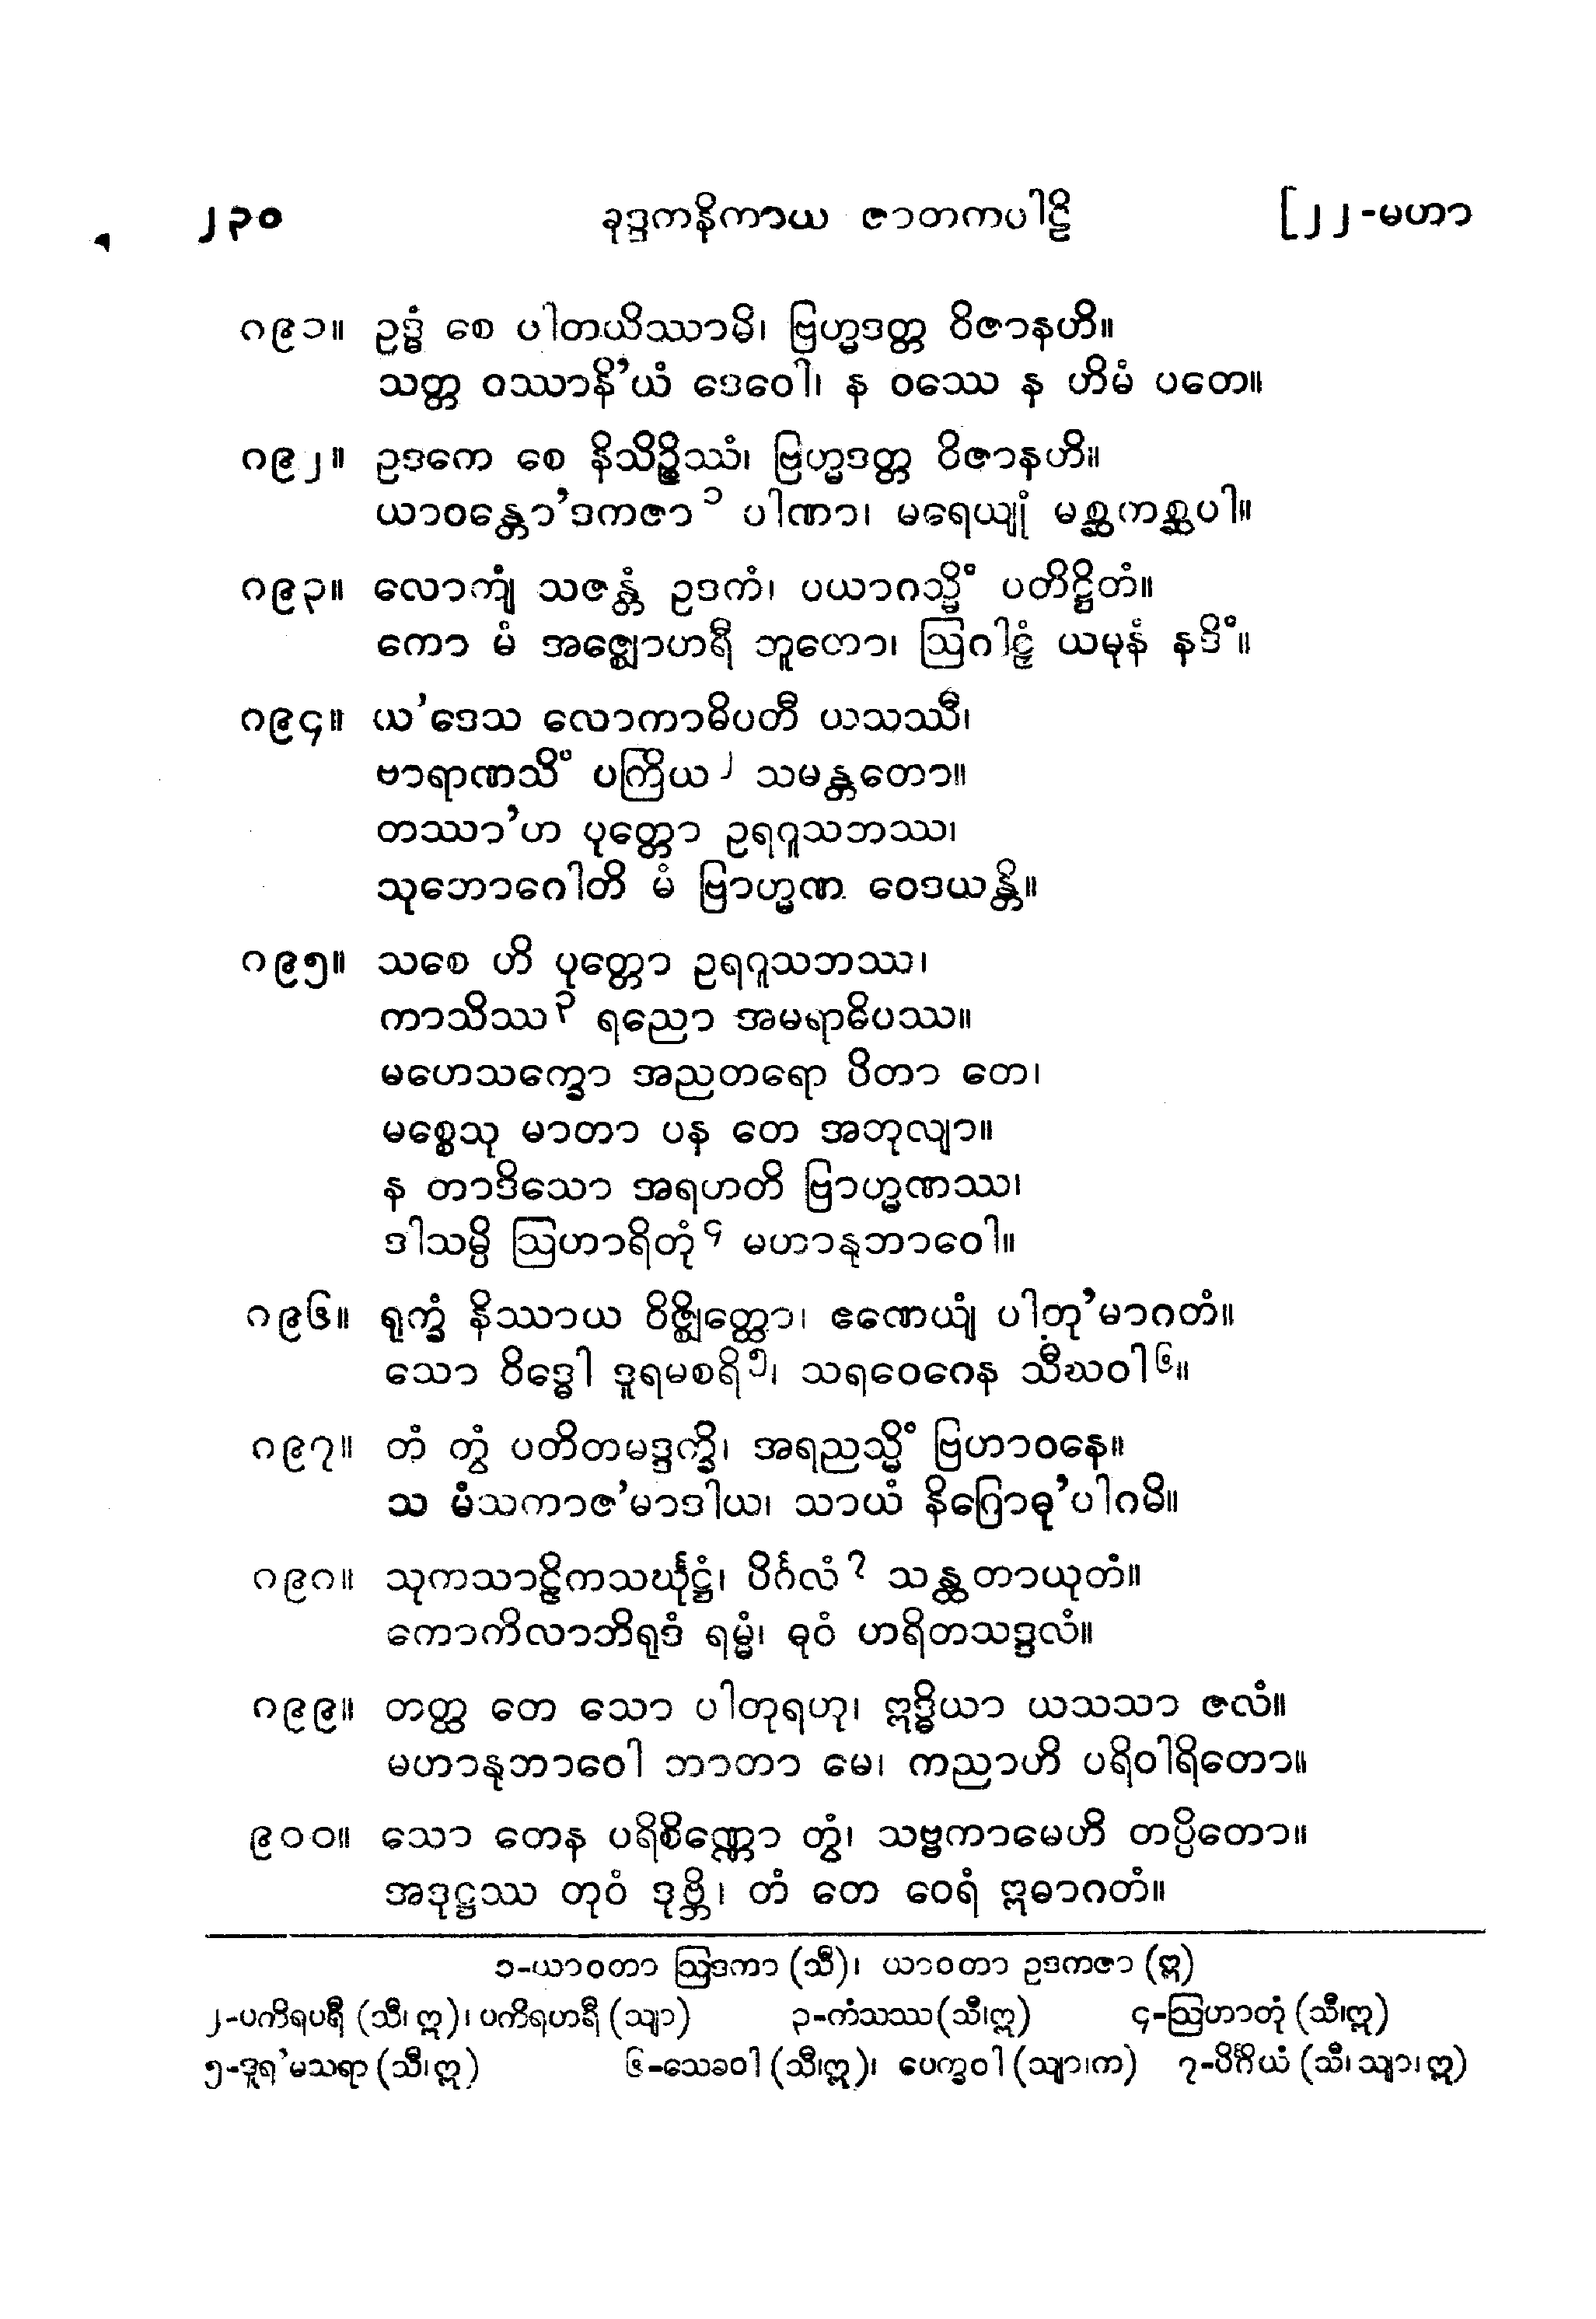 ၂၃၀ ခုဒ္ဒကနိကာယ ဇာတကပါဠိ [၂၂-မဟာ
၈၉၁။ ဥဒ္ဓံ စေ ပါတယိဿာမိ၊ ဗြဟ္မဒတ္တ ဝိဇာနဟိ။
သတ္တ ဝဿာနိ’ယံ ဒေဝေါ၊ န ဝဿေ န ဟိမံ ပတေ။
၈၉၂။ ဥဒကေ စေ နိသိဉ္စိဿံ၊ ဗြဟ္မဒတ္တ ဝိဇာနဟိ။
ယာဝန္တော’ဒကဇာ ၁ ပါဏာ၊ မရေယျုံ မစ္ဆကစ္ဆပါ။
၈၉၃။ လောကျံ သဇန္တံ ဥဒကံ၊ ပယာဂသ္မိံ ပတိဋ္ဌိတံ။
ကော မံ အဇ္ဈောဟရီ ဘူတော၊ ဩဂါဠှံ ယမုနံ နဒိံ။
၈၉၄။ ယ’ဒေသ လောကာဓိပတီ ယသဿီ၊
ဗာရာဏသိံ ပကြိယ ၂ သမန္တတော။
တဿာ’ဟ ပုတ္တော ဥရဂူသဘဿ၊
သုဘောဂေါတိ မံ ဗြာဟ္မဏ ဝေဒယန္တိ။
၈၉၅။ သစေ ဟိ ပုတ္တော ဥရဂူသဘဿ၊
ကာသိဿ ၃ ရညော အမရာဓိပဿ။
မဟေသက္ခော အညတရော ပိတာ တေ၊
မစ္စေသု မာတာ ပန တေ အတုလျာ။
န တာဒိသော အရဟတိ ဗြာဟ္မဏဿ၊
ဒါသမ္ပိ ဩဟာရိတုံ ၄ မဟာနုဘာဝေါ။
၈၉၆။ ရုက္ခံ နိဿာယ ဝိဇ္ဈိတ္ထော၊ ဧဏေယျံ ပါတု’မာဂတံ။
သော ဝိဒ္ဓေါ ဒူရမစရိ ၅၊ သရဝေဂေန သီဃဝါ ၆။
၈၉၇။ တံ တွံ ပတိတမဒ္ဒက္ခိ၊ အရညသ္မိံ ဗြဟာဝနေ။
သ မံသကာဇ’မာဒါယ၊ သာယံ နိဂြောဓု’ပါဂမိ။
၈၉၈။ သုကသာဠိကသင်္ဃုဋ္ဌံ၊ ပိင်္ဂလံ ၇ သန္ထတာယုတံ။
ကောကိလာဘိရုဒံ ရမ္မံ၊ ဓုဝံ ဟရိတသဒ္ဒလံ။
၈၉၉။ တတ္ထ တေ သော ပါတုရဟု၊ ဣဒ္ဓိယာ ယသသာ ဇလံ။
မဟာနုဘာဝေါ ဘာတာ မေ၊ ကညာဟိ ပရိဝါရိတော။
၉၀၀။ သော တေန ပရိစိဏ္ဏော တွံ၊ သဗ္ဗကာမေဟိ တပ္ပိတော။
အဒုဋ္ဌဿ တုဝံ ဒုဗ္ဘိ၊ တံ တေ ဝေရံ ဣဓာဂတံ။
၁-ယာဝတာ ဩဒကာ (သီ)၊ ယာဝတာ ဥဒကဇာ (ဣ)
၂-ပကိရပရီ (သီ၊ ဣ)၊ ပကိရဟရီ (သျာ) ၃-ကံသဿ (သီ၊ဣ) ၄-ဩဟာတုံ (သီ၊ဣ)
၅-ဒူရ’မသရာ (သီ၊ဣ) ၆-သေခဝါ (သီ၊ဣ)၊ ပေက္ခဝါ (သျာ၊က) ၇-ပိင်္ဂိယံ (သီ၊ သျာ၊ ဣ)